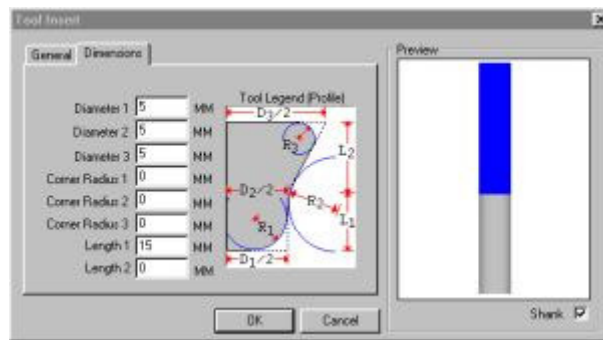 Tool Insert
General Dimensions
Preview
Diameter 1 5 MM
Diameter 2 5 MM
Diameter 3 5 MM
Corner Radius 1 0 MM
Corner Radius 2 0 MM
Corner Radius 3 0 MM
Length 1 15 MM
Length 2 0 MM
Tool Legend (Profile)
D3/2
R3
L2
D2/2
R2
R1
L1
D1/2
OK Cancel
Shank